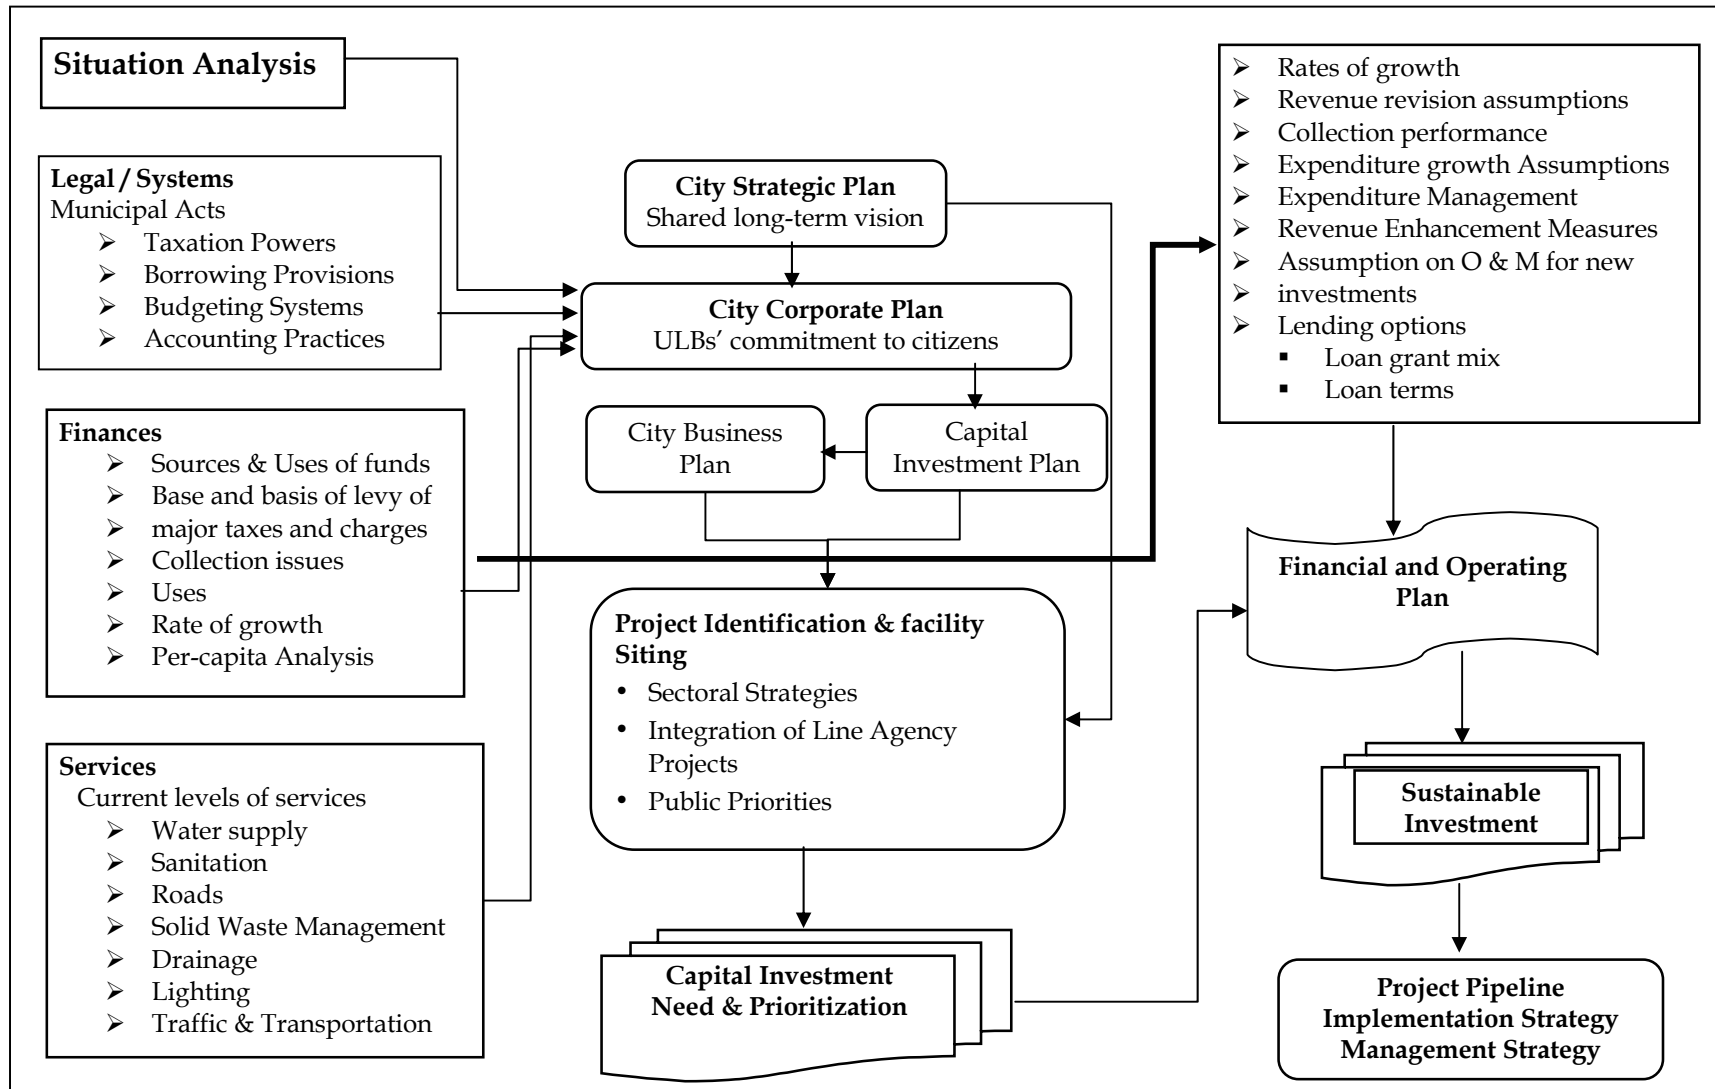 Situation Analysis
Legal / Systems
Municipal Acts
➢ Taxation Powers
➢ Borrowing Provisions
➢ Budgeting Systems
➢ Accounting Practices
Finances
➢ Sources & Uses of funds
➢ Base and basis of levy of
➢ major taxes and charges
➢ Collection issues
➢ Uses
➢ Rate of growth
➢ Per-capita Analysis
Services
Current levels of services
➢ Water supply
➢ Sanitation
➢ Roads
➢ Solid Waste Management
➢ Drainage
➢ Lighting
➢ Traffic & Transportation
City Strategic Plan
Shared long-term vision
City Corporate Plan
ULBs’ commitment to citizens
City Business
Plan
Capital
Investment Plan
Project Identification & facility
Siting
• Sectoral Strategies
• Integration of Line Agency
Projects
• Public Priorities
Capital Investment
Need & Prioritization
➢ Rates of growth
➢ Revenue revision assumptions
➢ Collection performance
➢ Expenditure growth Assumptions
➢ Expenditure Management
➢ Revenue Enhancement Measures
➢ Assumption on O & M for new
➢ investments
➢ Lending options
▪ Loan grant mix
▪ Loan terms
Financial and Operating
Plan
Sustainable
Investment
Project Pipeline
Implementation Strategy
Management Strategy